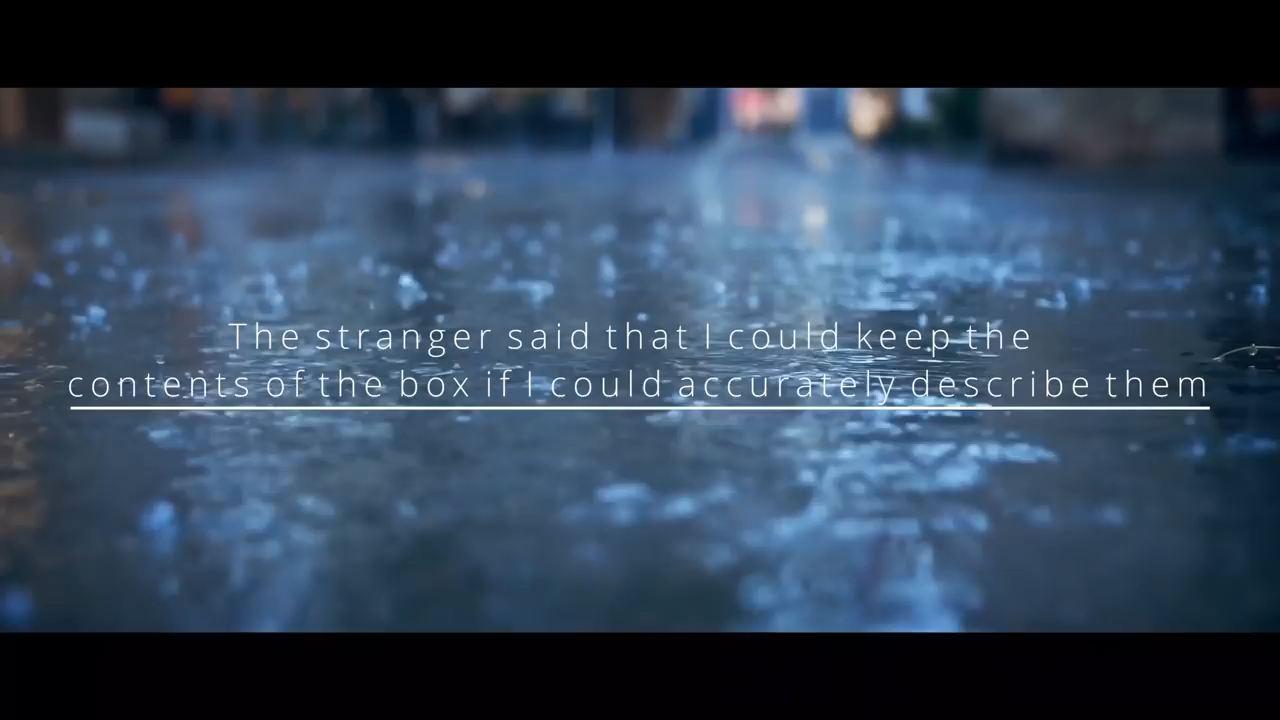 The stranger said that I could keep the
contents of the box if I could accurately describe them